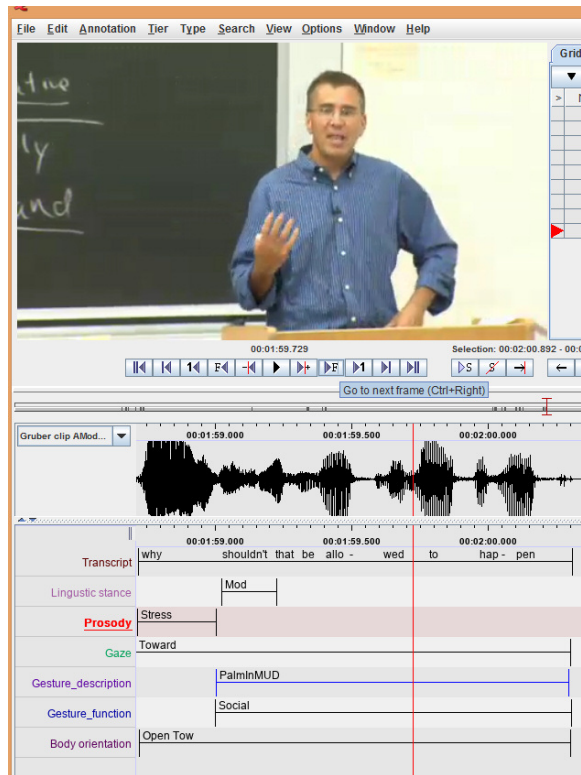 File Edit Annotation Tier Type Search View Options Window Help
Grid
ly
and
00:01:59.729
Selection: 00:02:00.892 - 00:0
1 F + F 1 S S
Go to next frame (Ctrl+Right)
Gruber clip AMod...
00:01:59.000 00:01:59.500 00:02:00.000
00:01:59.000 00:01:59.500 00:02:00.000
Transcript why shouldn't that be allo - wed to hap - pen
Lingustic stance Mod
Prosody Stress
Gaze Toward
Gesture_description PalmInMUD
Gesture_function Social
Body orientation Open Tow